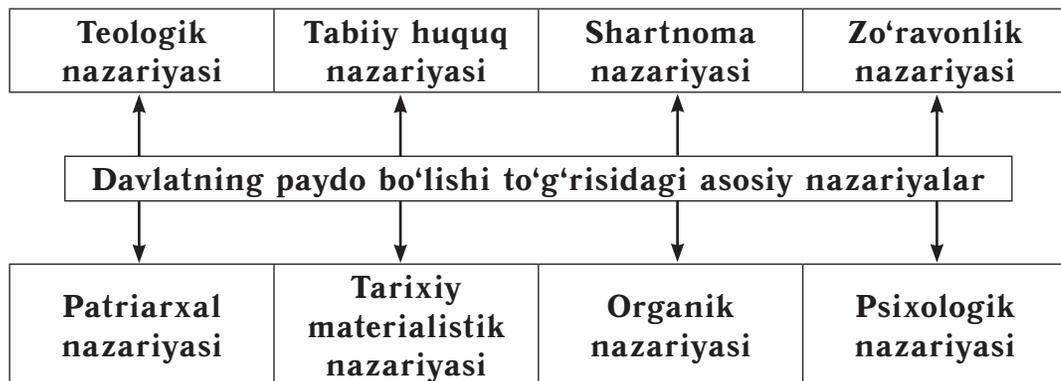 Teologik
nazariyasi
Tabiiy huquq
nazariyasi
Shartnoma
nazariyasi
Zo‘ravonlik
nazariyasi
Davlatning paydo bo‘lishi to‘g‘risidagi asosiy nazariyalar
Patriarxal
nazariyasi
Tarixiy
materialistik
nazariyasi
Organik
nazariyasi
Psixologik
nazariyasi